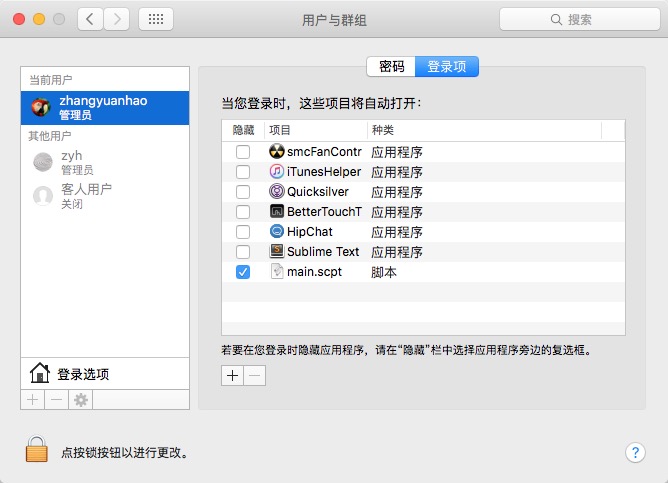 用户与群组
搜索
密码
登录项
当前用户
zhangyuanhao
管理员
其他用户
zyh
管理员
客人用户
关闭
登录选项
当您登录时，这些项目将自动打开：
隐藏 项目 种类
smcFanContr 应用程序
iTunesHelper 应用程序
Quicksilver 应用程序
BetterTouchT 应用程序
HipChat 应用程序
Sublime Text 应用程序
main.scpt 脚本
若要在您登录时隐藏应用程序，请在“隐藏”栏中选择应用程序旁边的复选框。
点按锁按钮以进行更改。